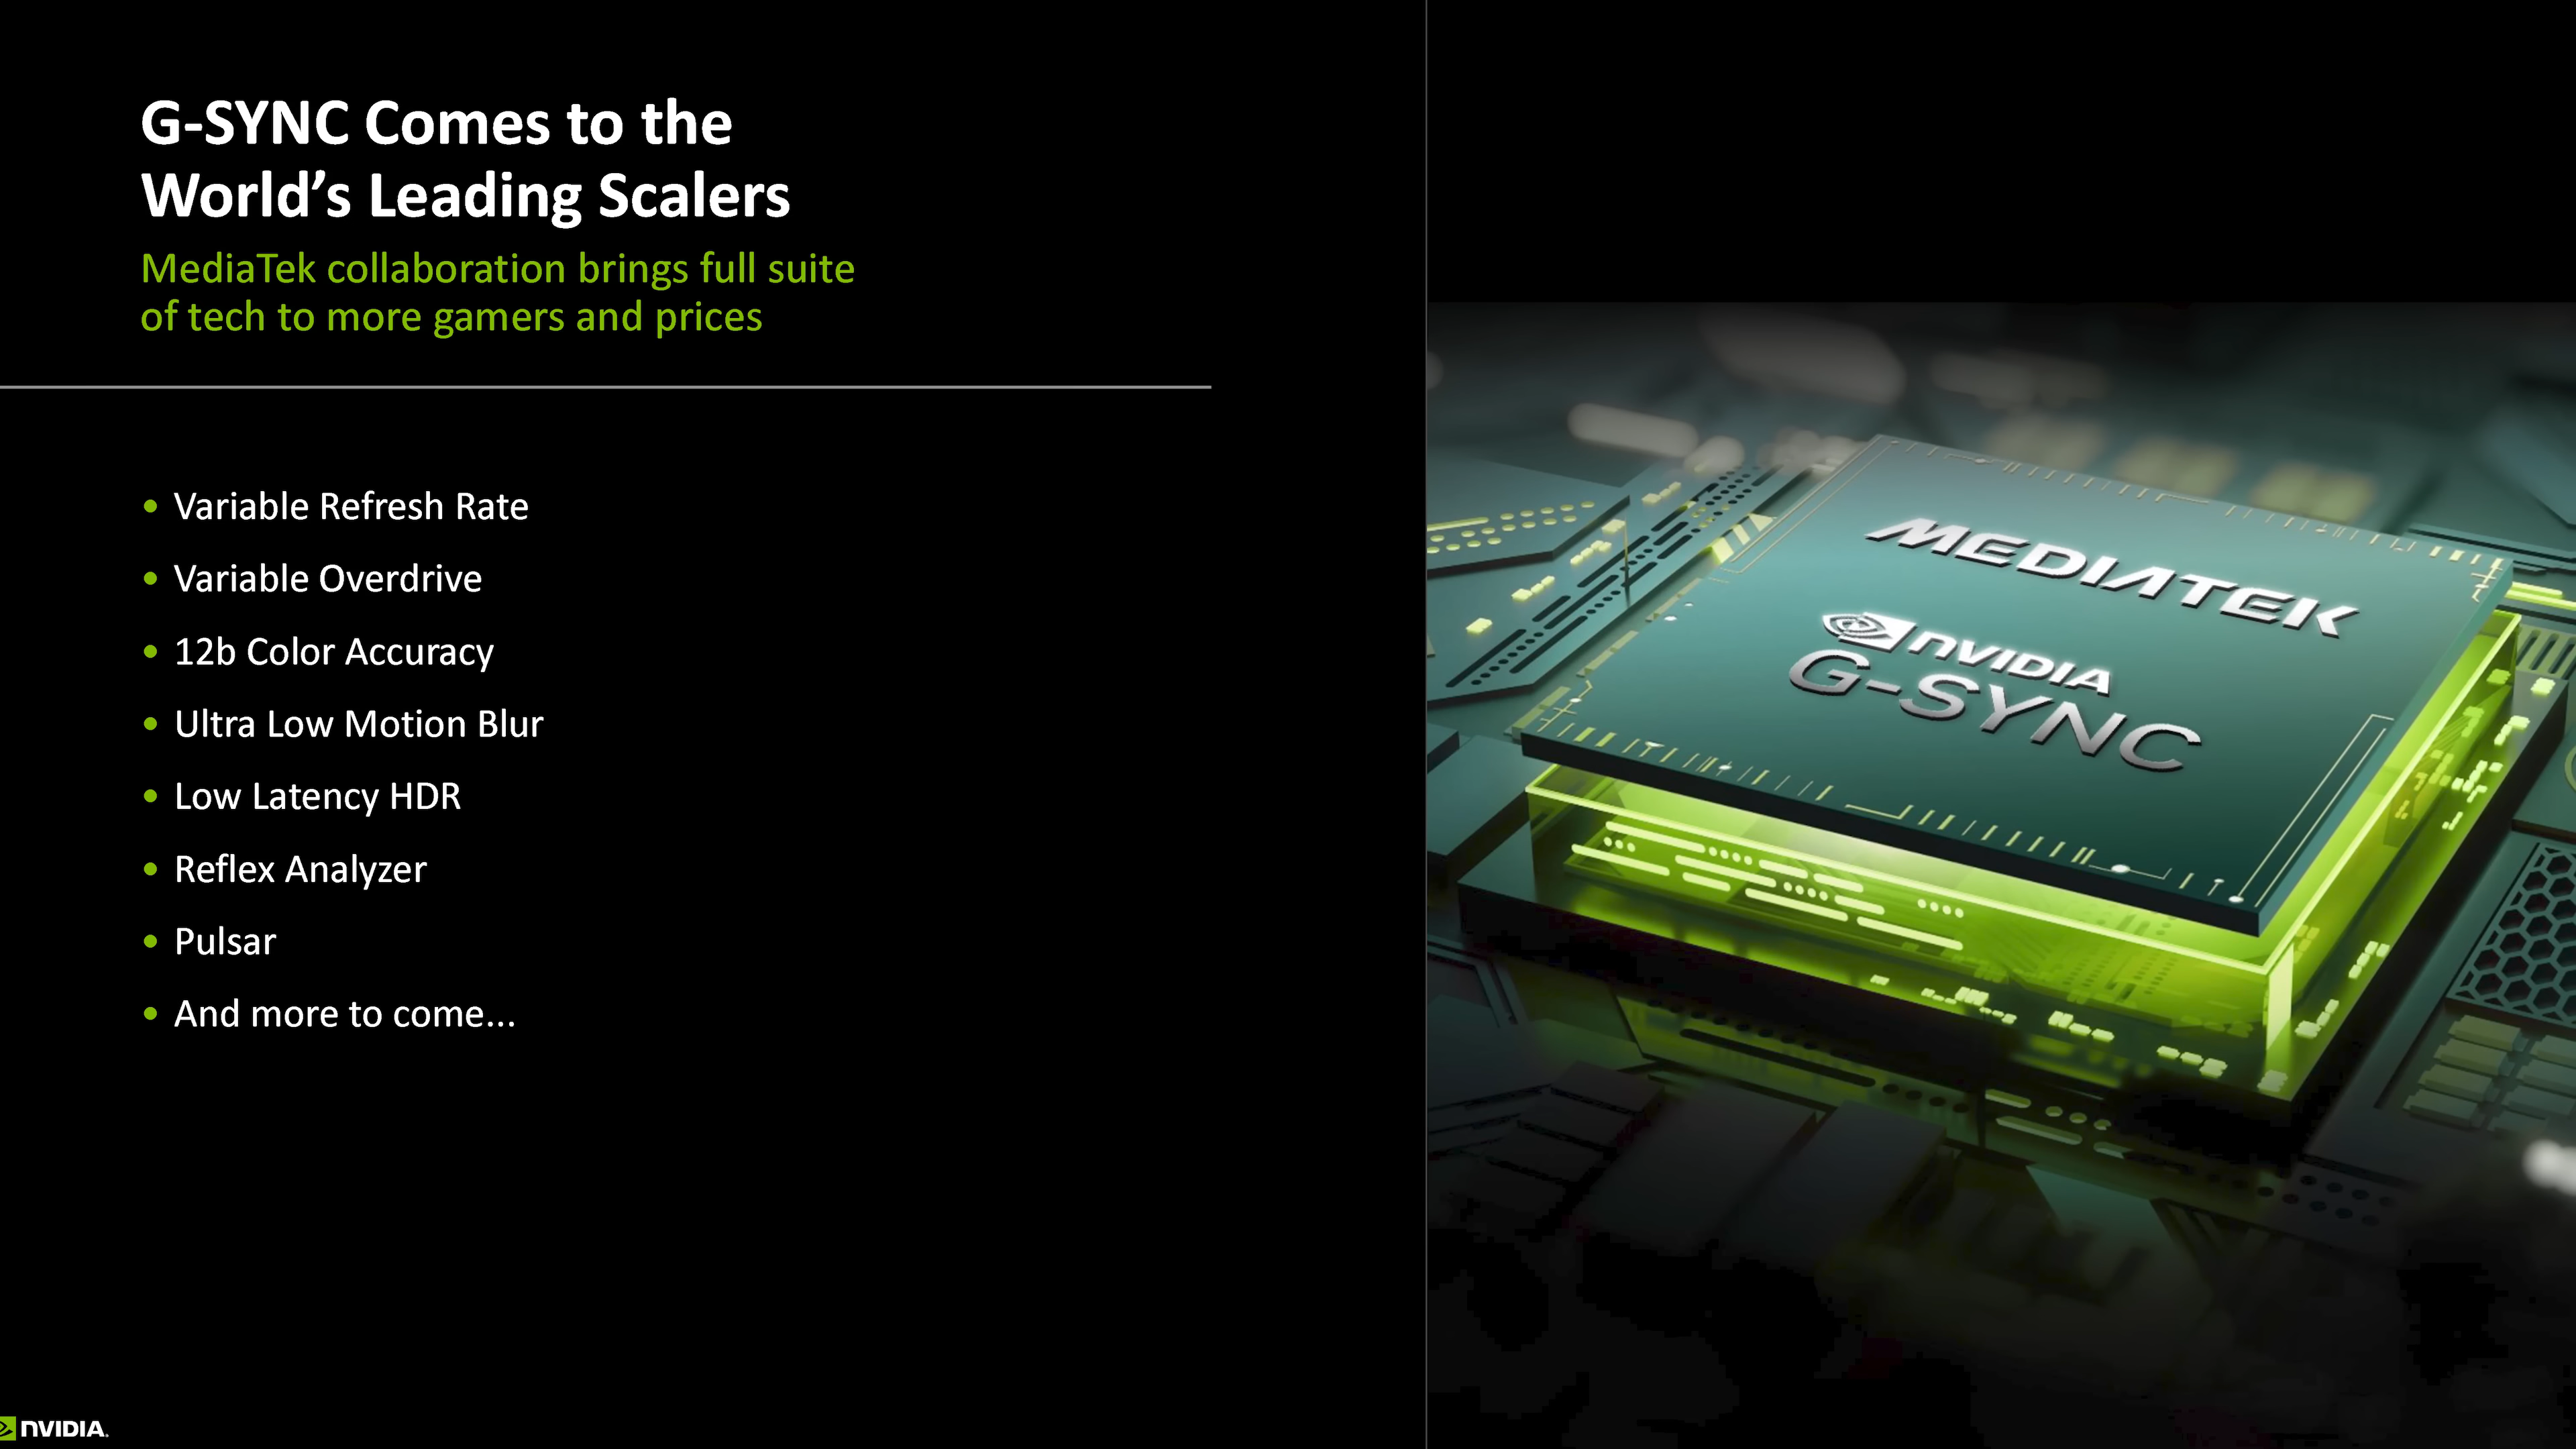 G-SYNC Comes to the
World’s Leading Scalers
MediaTek collaboration brings full suite
of tech to more gamers and prices
• Variable Refresh Rate
• Variable Overdrive
• 12b Color Accuracy
• Ultra Low Motion Blur
• Low Latency HDR
• Reflex Analyzer
• Pulsar
• And more to come...
MEDIATEK
NVIDIA
G-SYNC
NVIDIA.